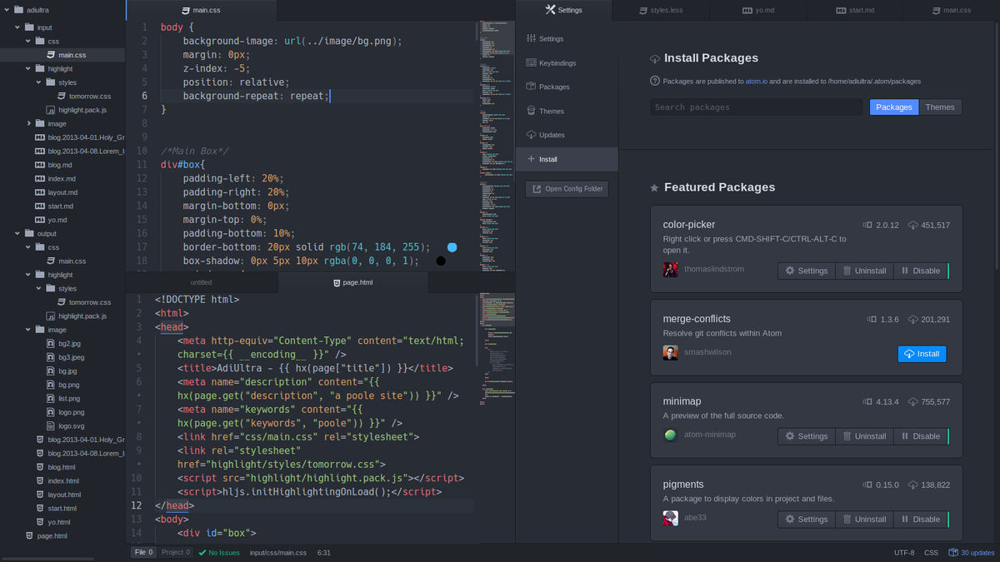 adiultra
input
css
main.css
highlight
styles
tomorrow.css
highlight.pack.js
image
blog.2013-04-01.Holy_Gr
blog.2013-04-08.Lorem_I
blog.md
index.md
layout.md
start.md
yo.md
output
css
main.css
highlight
styles
tomorrow.css
highlight.pack.js
image
bg2.jpg
bg3.jpeg
bg.jpg
bg.png
list.png
logo.png
logo.svg
blog.2013-04-01.Holy_Gr
blog.2013-04-08.Lorem_I
blog.html
index.html
layout.html
start.html
yo.html
page.html
main.css
1 body {
2 background-image: url(../image/bg.png);
3 margin: 0px;
4 z-index: -5;
5 position: relative;
6 background-repeat: repeat;
7 }
8
9
10 /*Main Box*/
11 div#box{
12 padding-left: 20%;
13 padding-right: 20%;
14 margin-bottom: 0px;
15 margin-top: 0%;
16 padding-bottom: 10%;
17 border-bottom: 20px solid rgb(74, 184, 255);
18 box-shadow: 0px 5px 10px rgba(0, 0, 0, 1);
untitled page.html
1 <!DOCTYPE html>
2 <html>
3 <head>
4 <meta http-equiv="Content-Type" content="text/html;
• charset={{ __encoding__ }}" />
5 <title>AdiUltra - {{ hx(page["title"]) }}</title>
6 <meta name="description" content="{{
• hx(page.get("description", "a poole site")) }}" />
7 <meta name="keywords" content="{{
• hx(page.get("keywords", "poole")) }}" />
8 <link href="css/main.css" rel="stylesheet">
9 <link rel="stylesheet"
• href="highlight/styles/tomorrow.css">
10 <script src="highlight/highlight.pack.js"></script>
11 <script>hljs.initHighlightingOnLoad();</script>
12 </head>
13 <body>
14 <div id="box">
Settings styles.less yo.md start.md main.css
Settings
Keybindings
Packages
Themes
Updates
Install
Open Config Folder
Install Packages
Packages are published to atom.io and are installed to /home/adiultra/.atom/packages
Search packages Packages Themes
Featured Packages
color-picker 2.0.12 451,517
Right click or press CMD-SHIFT-C/CTRL-ALT-C to
open it.
thomaslindstrom Settings Uninstall Disable
merge-conflicts 1.3.6 201,291
Resolve git conflicts within Atom
smashwilson Install
minimap 4.13.4 755,577
A preview of the full source code.
atom-minimap Settings Uninstall Disable
pigments 0.15.0 138,822
A package to display colors in project and files.
abe33 Settings Uninstall Disable
File 0 Project 0 No Issues input/css/main.css 6:31 UTF-8 CSS 30 updates